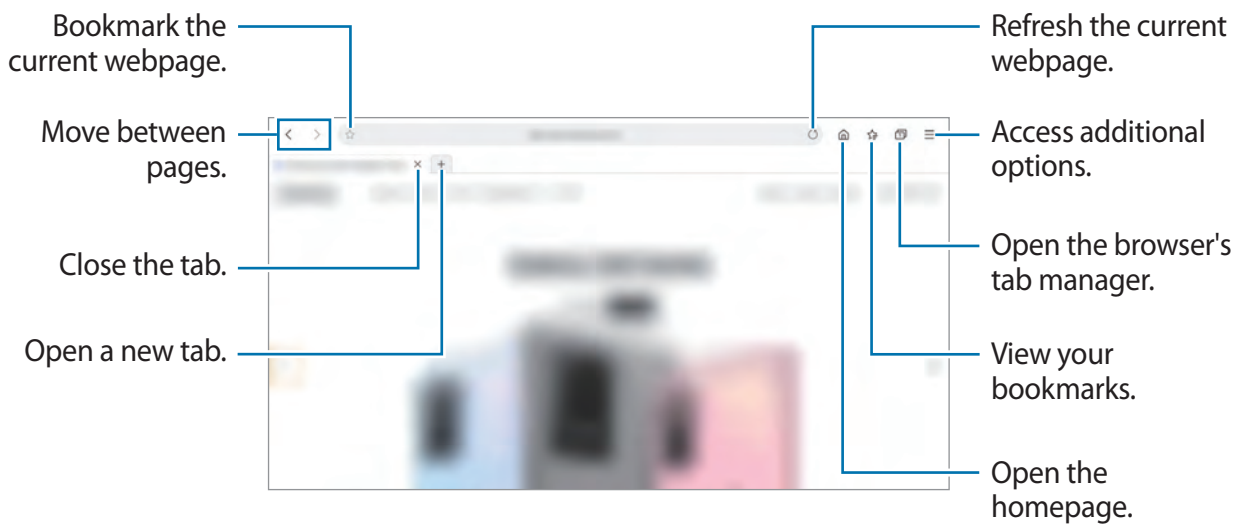 Bookmark the
current webpage.
Move between
pages.
Close the tab.
Open a new tab.
Refresh the current
webpage.
Access additional
options.
Open the browser's
tab manager.
View your
bookmarks.
Open the
homepage.